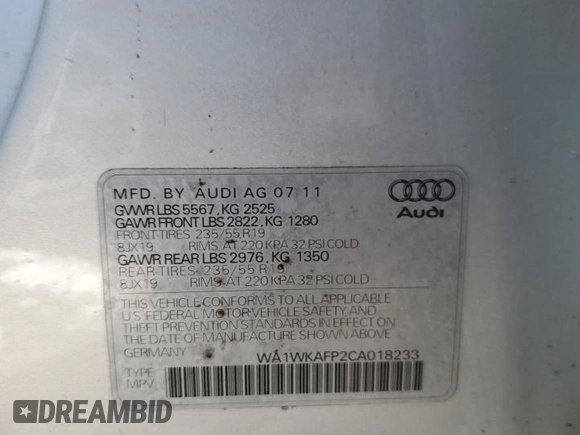 MFD. BY AUDI AG 07 11
GVWR LBS 5567, KG 2525
GAWR FRONT LBS 2822, KG 1280
FRONT-TIRES 235/55 R19
8JX19 RIMS, AT 220 KPA 32 PSI COLD
GAWR REAR LBS 2976, KG 1350
REAR-TIRES 235/55 R19
8JX19 RIMS, AT 220 KPA 32 PSI COLD
THIS VEHICLE CONFORMS TO ALL APPLICABLE
U.S FEDERAL MOTOR VEHICLE SAFETY AND
THEFT PREVENTION STANDARDS IN EFFECT ON
THE DATE OF MANUFACTURE SHOWN ABOVE.
GERMANY WA1WKAFP2CA018233
TYPE
MPV
Audi
DREAMBID